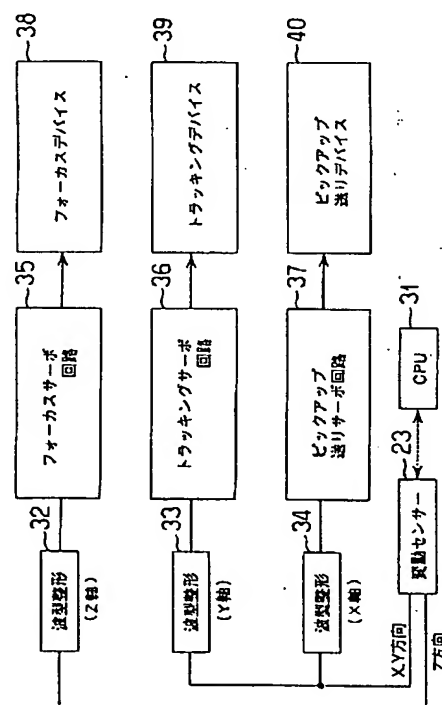 38
フォーカスデバイス
39
トラッキングデバイス
40
ピックアップ
送りデバイス
35
フォーカスサーボ
回路
36
トラッキングサーボ
回路
37
ピックアップ
送りサーボ回路
31
CPU
32
波型整形
(Z軸)
33
波型整形
(Y軸)
34
波型整形
(X軸)
23
変動センサー
X,Y方向
Z方向